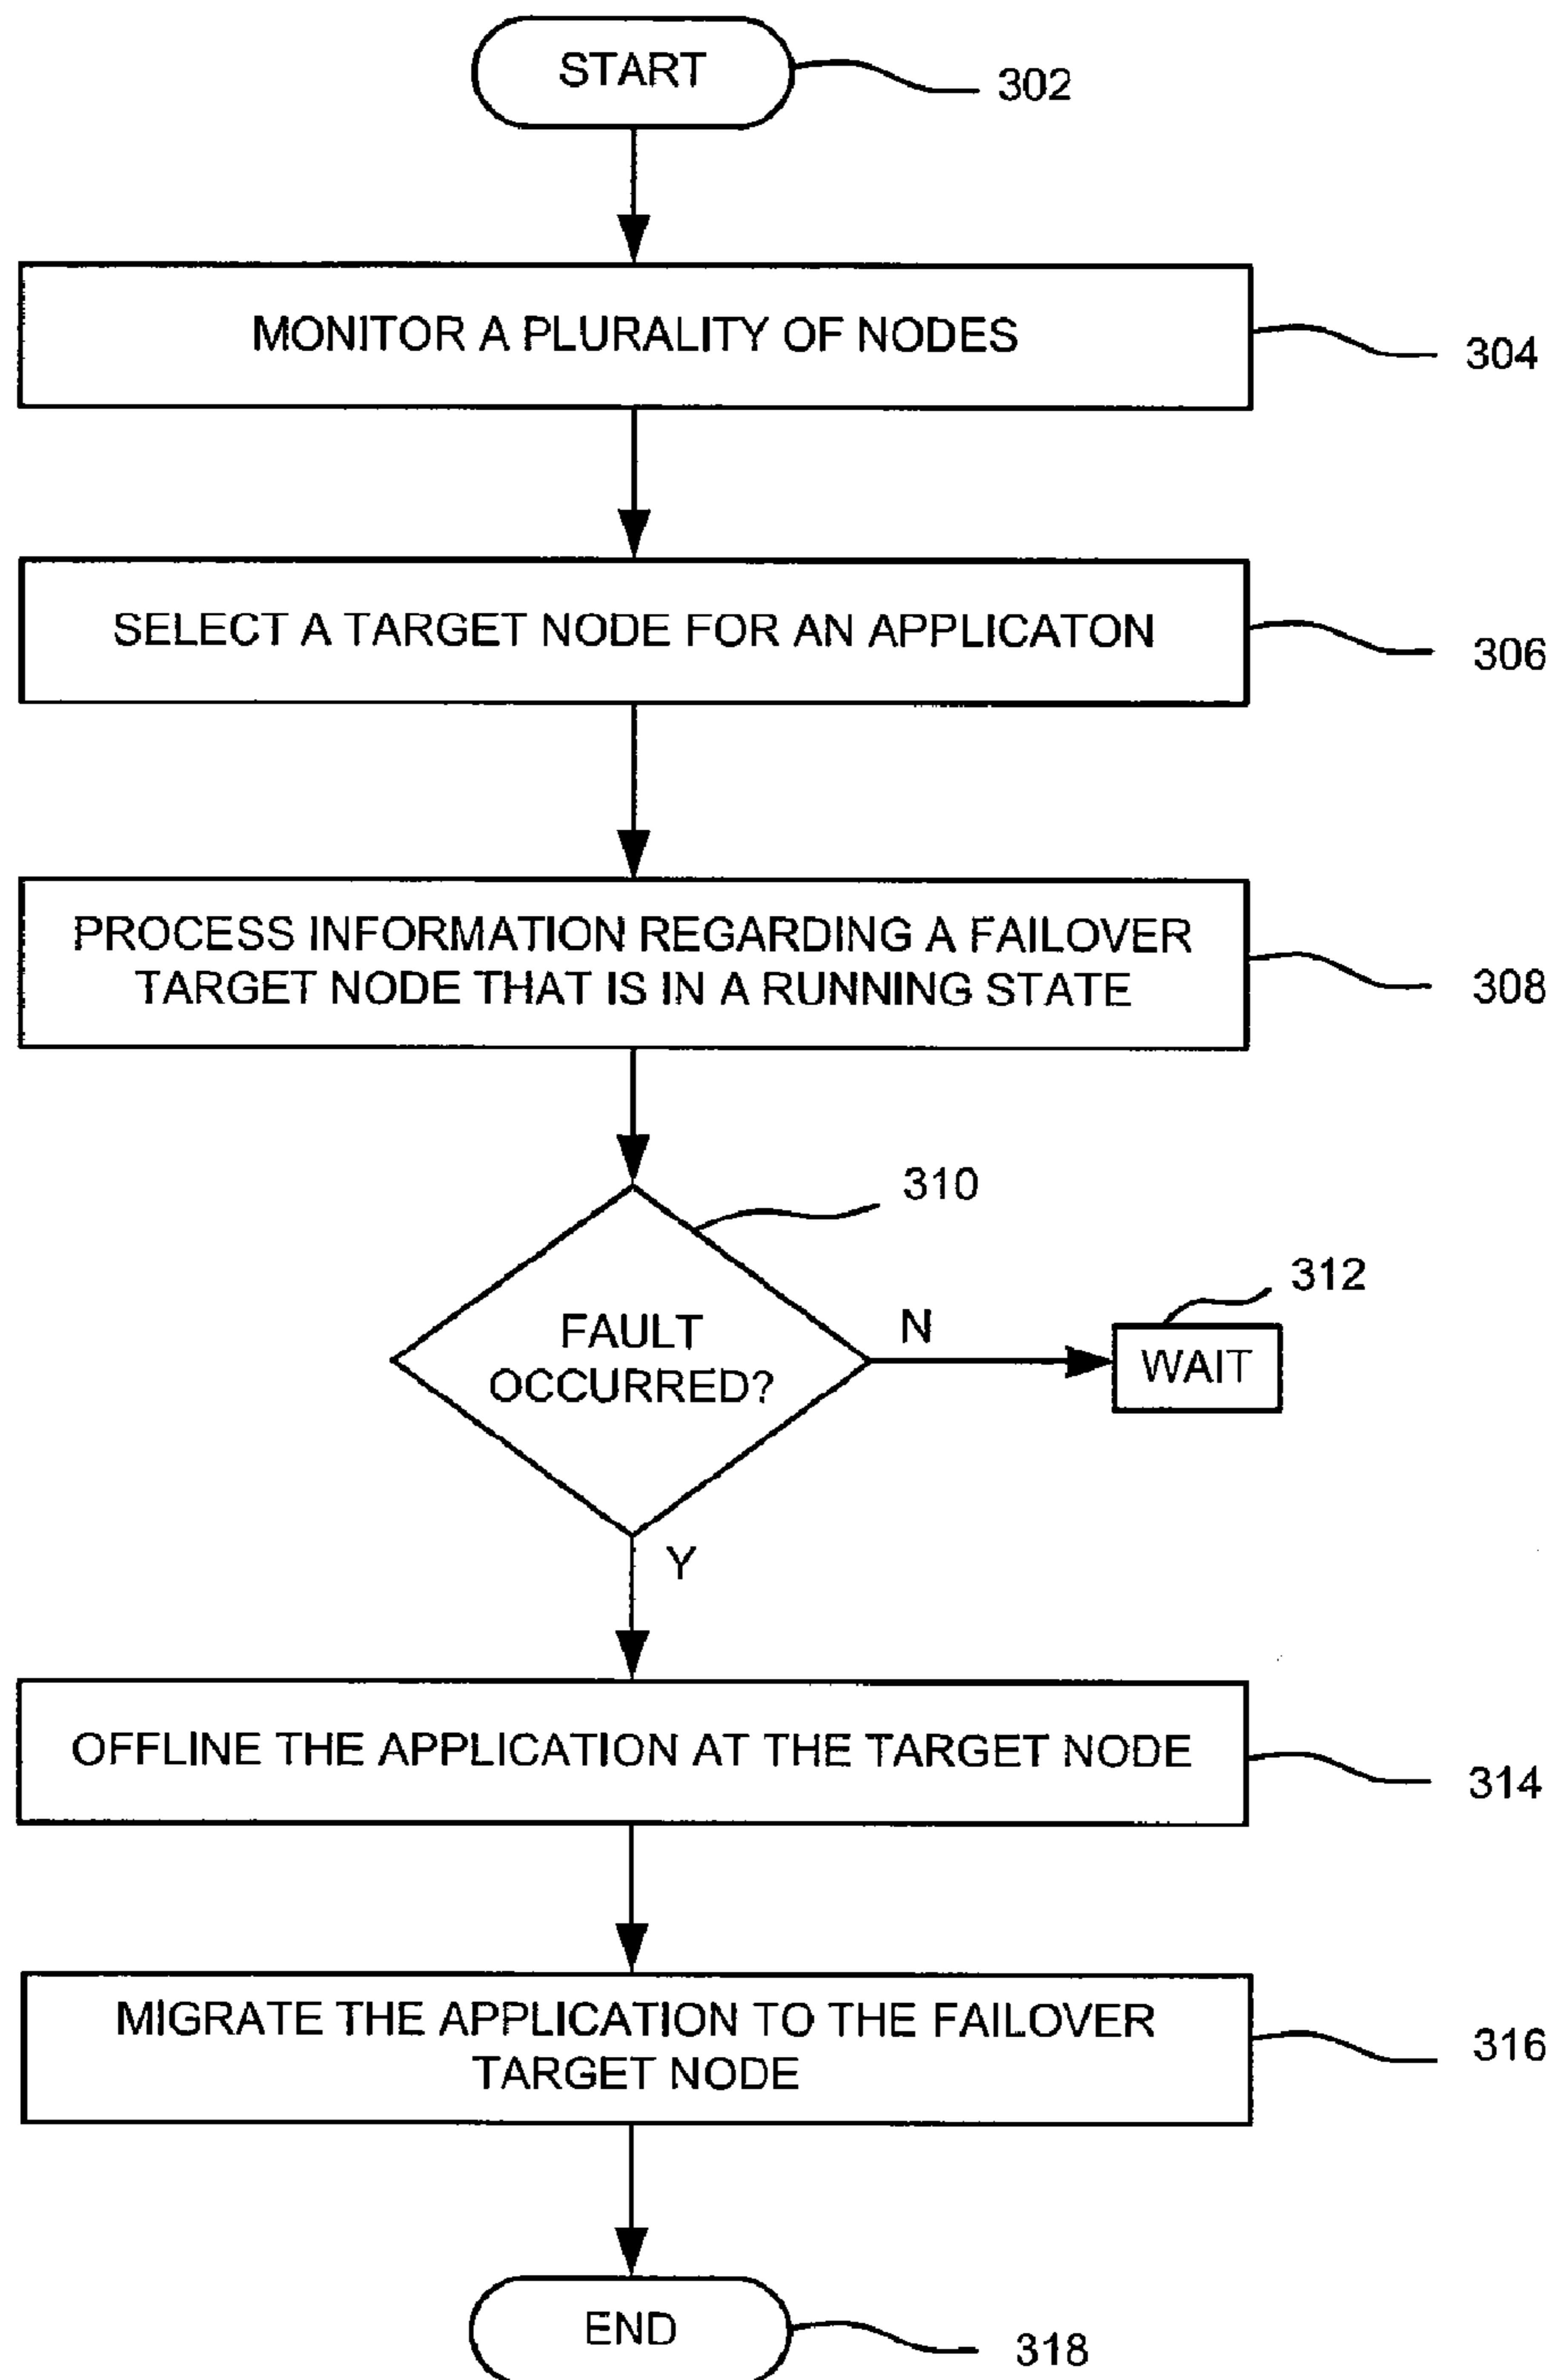 START
302
MONITOR A PLURALITY OF NODES
304
SELECT A TARGET NODE FOR AN APPLICATON
306
PROCESS INFORMATION REGARDING A FAILOVER
TARGET NODE THAT IS IN A RUNNING STATE
308
310
FAULT
OCCURRED?
N
312
WAIT
Y
OFFLINE THE APPLICATION AT THE TARGET NODE
314
MIGRATE THE APPLICATION TO THE FAILOVER
TARGET NODE
316
END
318